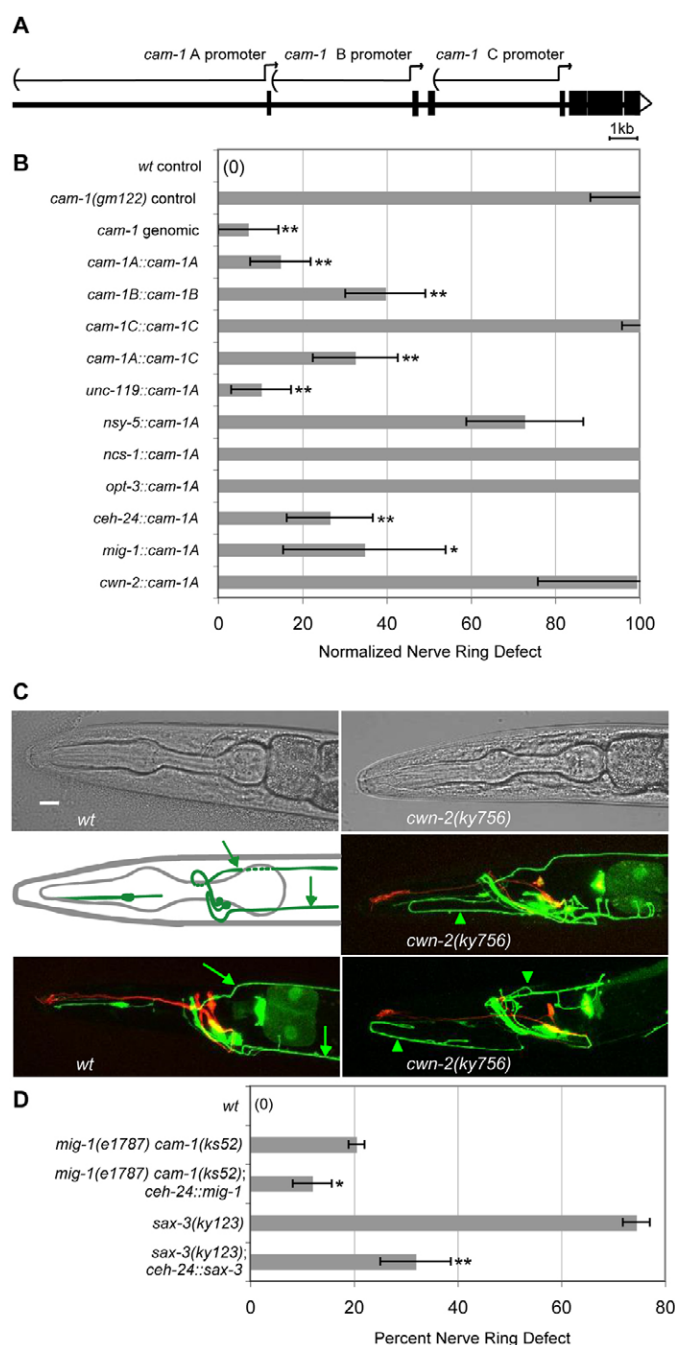 A
cam-1 A promoter
cam-1 B promoter
cam-1 C promoter
1kb
B
wt control
(0)
cam-1(gm122) control
cam-1 genomic
**
cam-1A::cam-1A
**
cam-1B::cam-1B
**
cam-1C::cam-1C
cam-1A::cam-1C
**
unc-119::cam-1A
**
nsy-5::cam-1A
ncs-1::cam-1A
opt-3::cam-1A
ceh-24::cam-1A
**
mig-1::cam-1A
*
cwn-2::cam-1A
0 20 40 60 80 100
Normalized Nerve Ring Defect
C
wt
cwn-2(ky756)
cwn-2(ky756)
wt
cwn-2(ky756)
D
wt
(0)
mig-1(e1787) cam-1(ks52)
mig-1(e1787) cam-1(ks52);
ceh-24::mig-1
*
sax-3(ky123)
sax-3(ky123);
ceh-24::sax-3
**
0 20 40 60 80
Percent Nerve Ring Defect